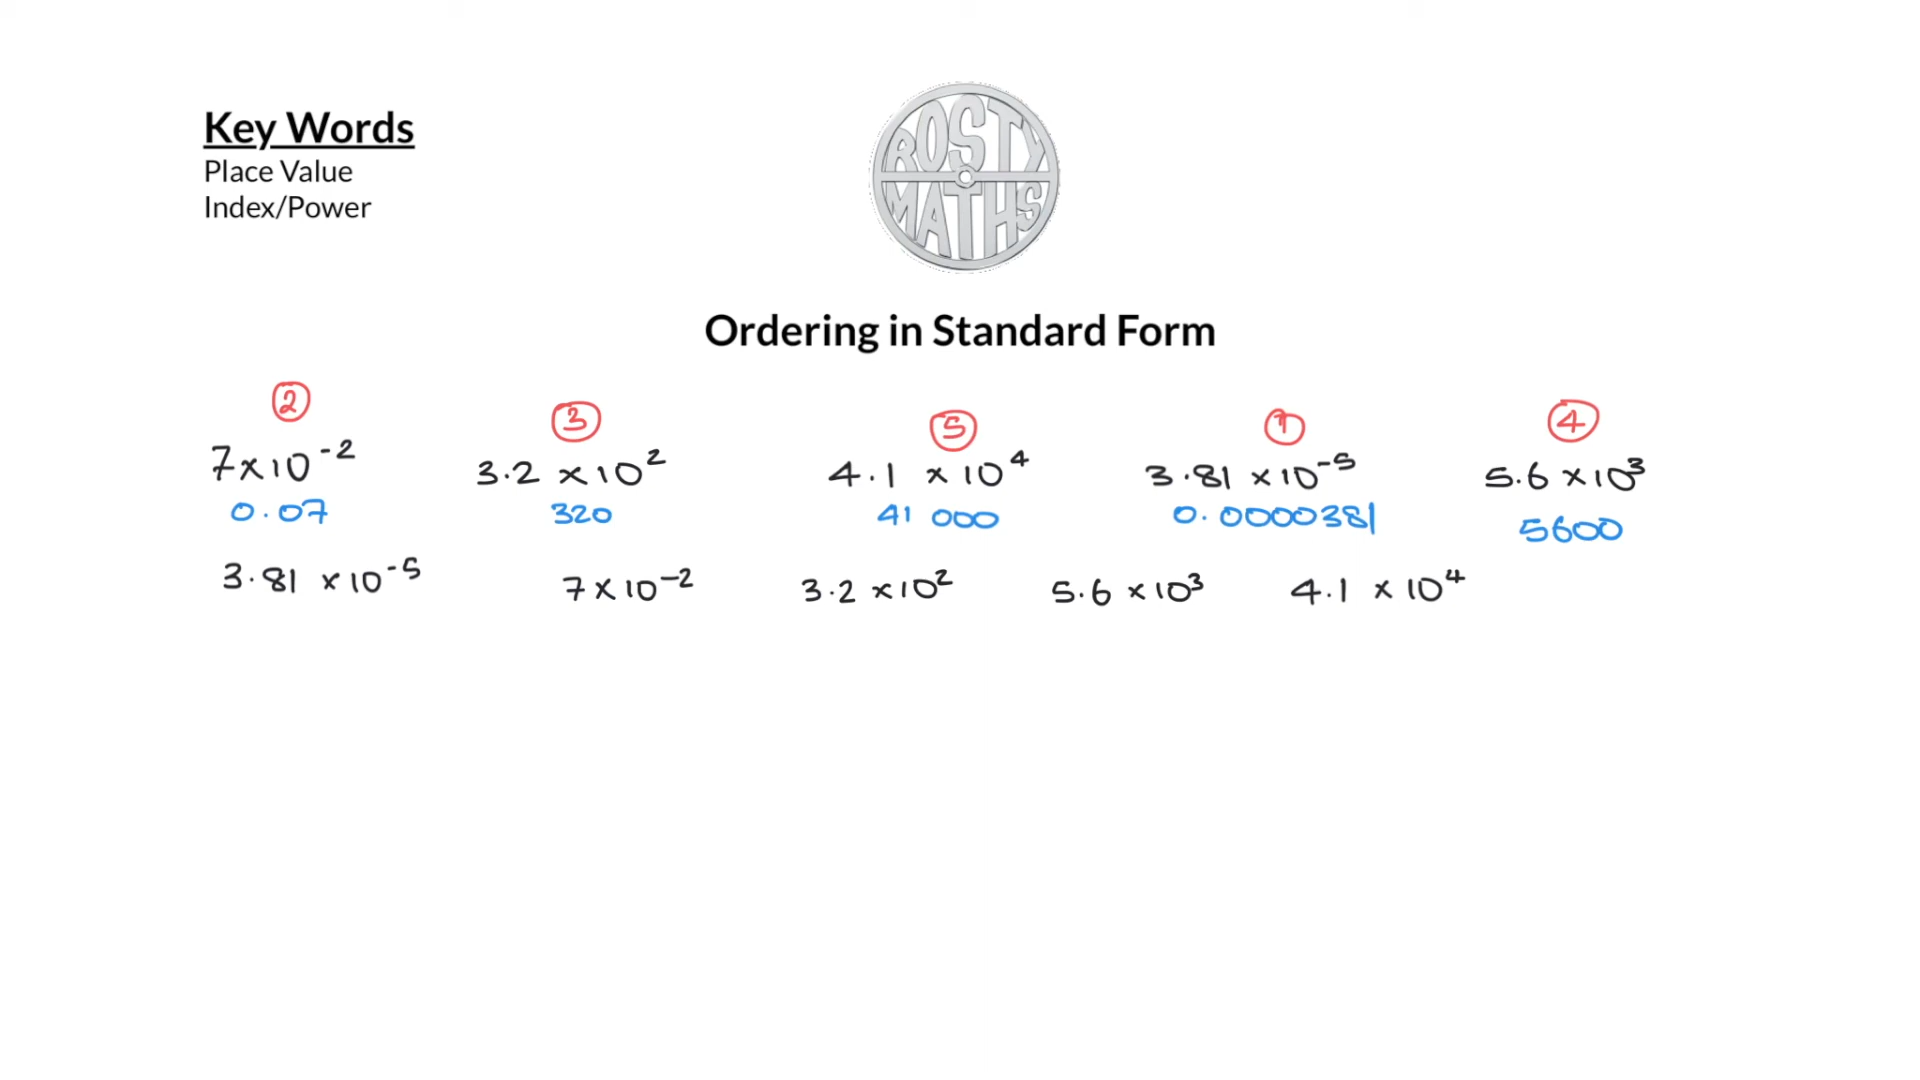 Key Words
Place Value
Index/Power
ROSTY
MATHS
Ordering in Standard Form
② ③ ⑤ ① ④
7 × 10⁻² 3.2 × 10² 4.1 × 10⁴ 3.81 × 10⁻⁵ 5.6 × 10³
0.07 320 41 000 0.0000381 5600
3.81 × 10⁻⁵ 7 × 10⁻² 3.2 × 10² 5.6 × 10³ 4.1 × 10⁴